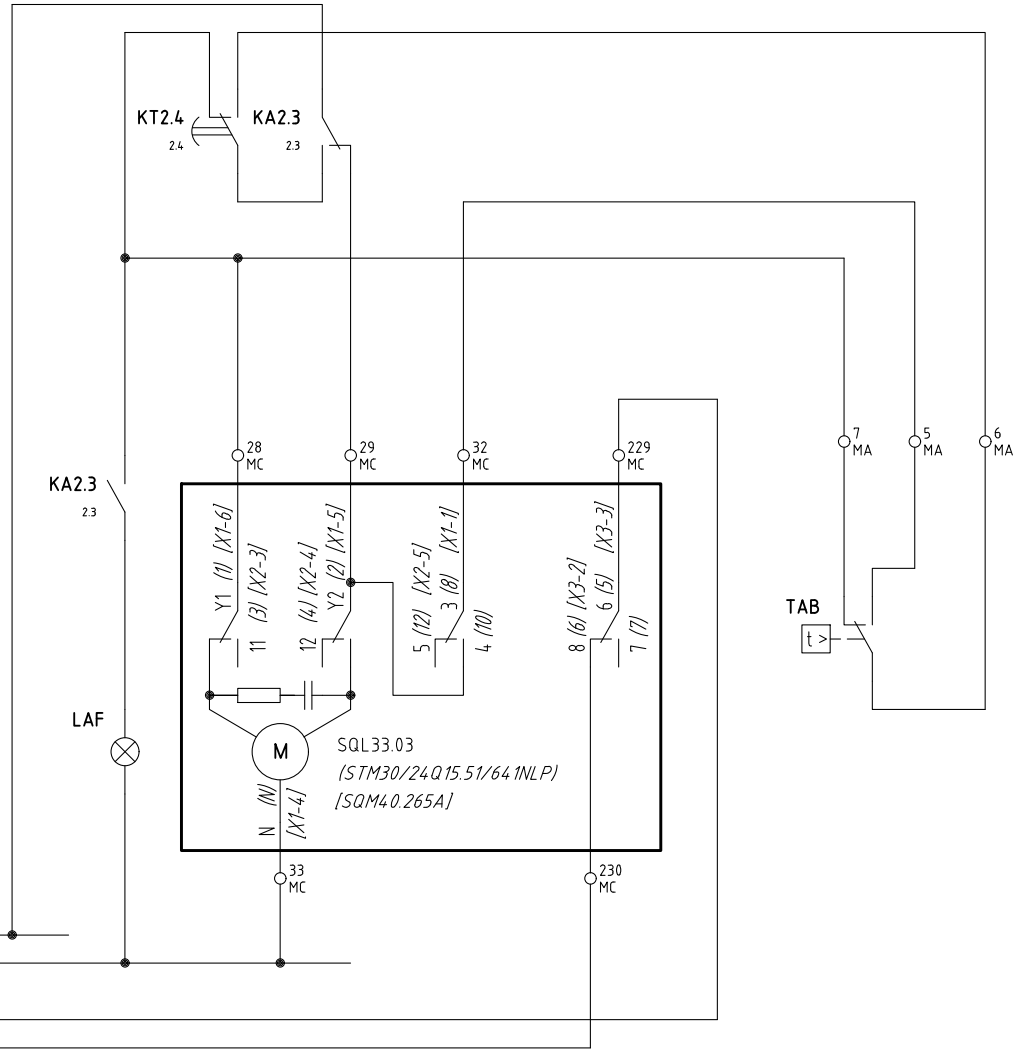 KT2.4
2.4
KA2.3
2.3
28
MC
29
MC
32
MC
229
MC
7
MA
5
MA
6
MA
KA2.3
2.3
Y1 (1) [X1-6]
11 (3) [X2-3]
12 (4) [X2-4]
Y2 (2) [X1-5]
5 (12) [X2-5]
3 (8) [X1-1]
4 (10)
8 (6) [X3-2]
6 (5) [X3-3]
7 (7)
TAB
t >
LAF
M
SQL33.03
(STM30/24Q15.51/641NLP)
[SQM40.265A]
N (N)
[X1-4]
33
MC
230
MC